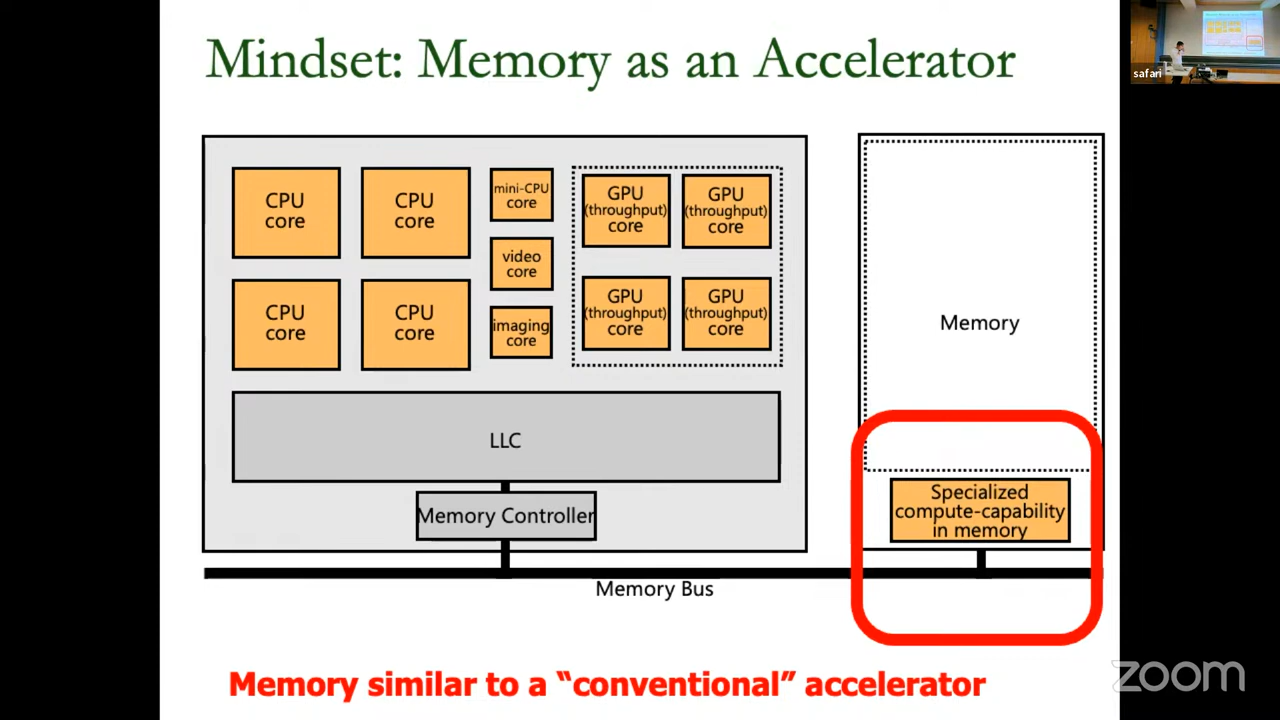 Mindset: Memory as an Accelerator
safari
CPU
core
CPU
core
mini-CPU
core
GPU
(throughput)
core
GPU
(throughput)
core
video
core
CPU
core
CPU
core
imaging
core
GPU
(throughput)
core
GPU
(throughput)
core
Memory
LLC
Memory Controller
Specialized
compute-capability
in memory
Memory Bus
Memory similar to a “conventional” accelerator
zoom